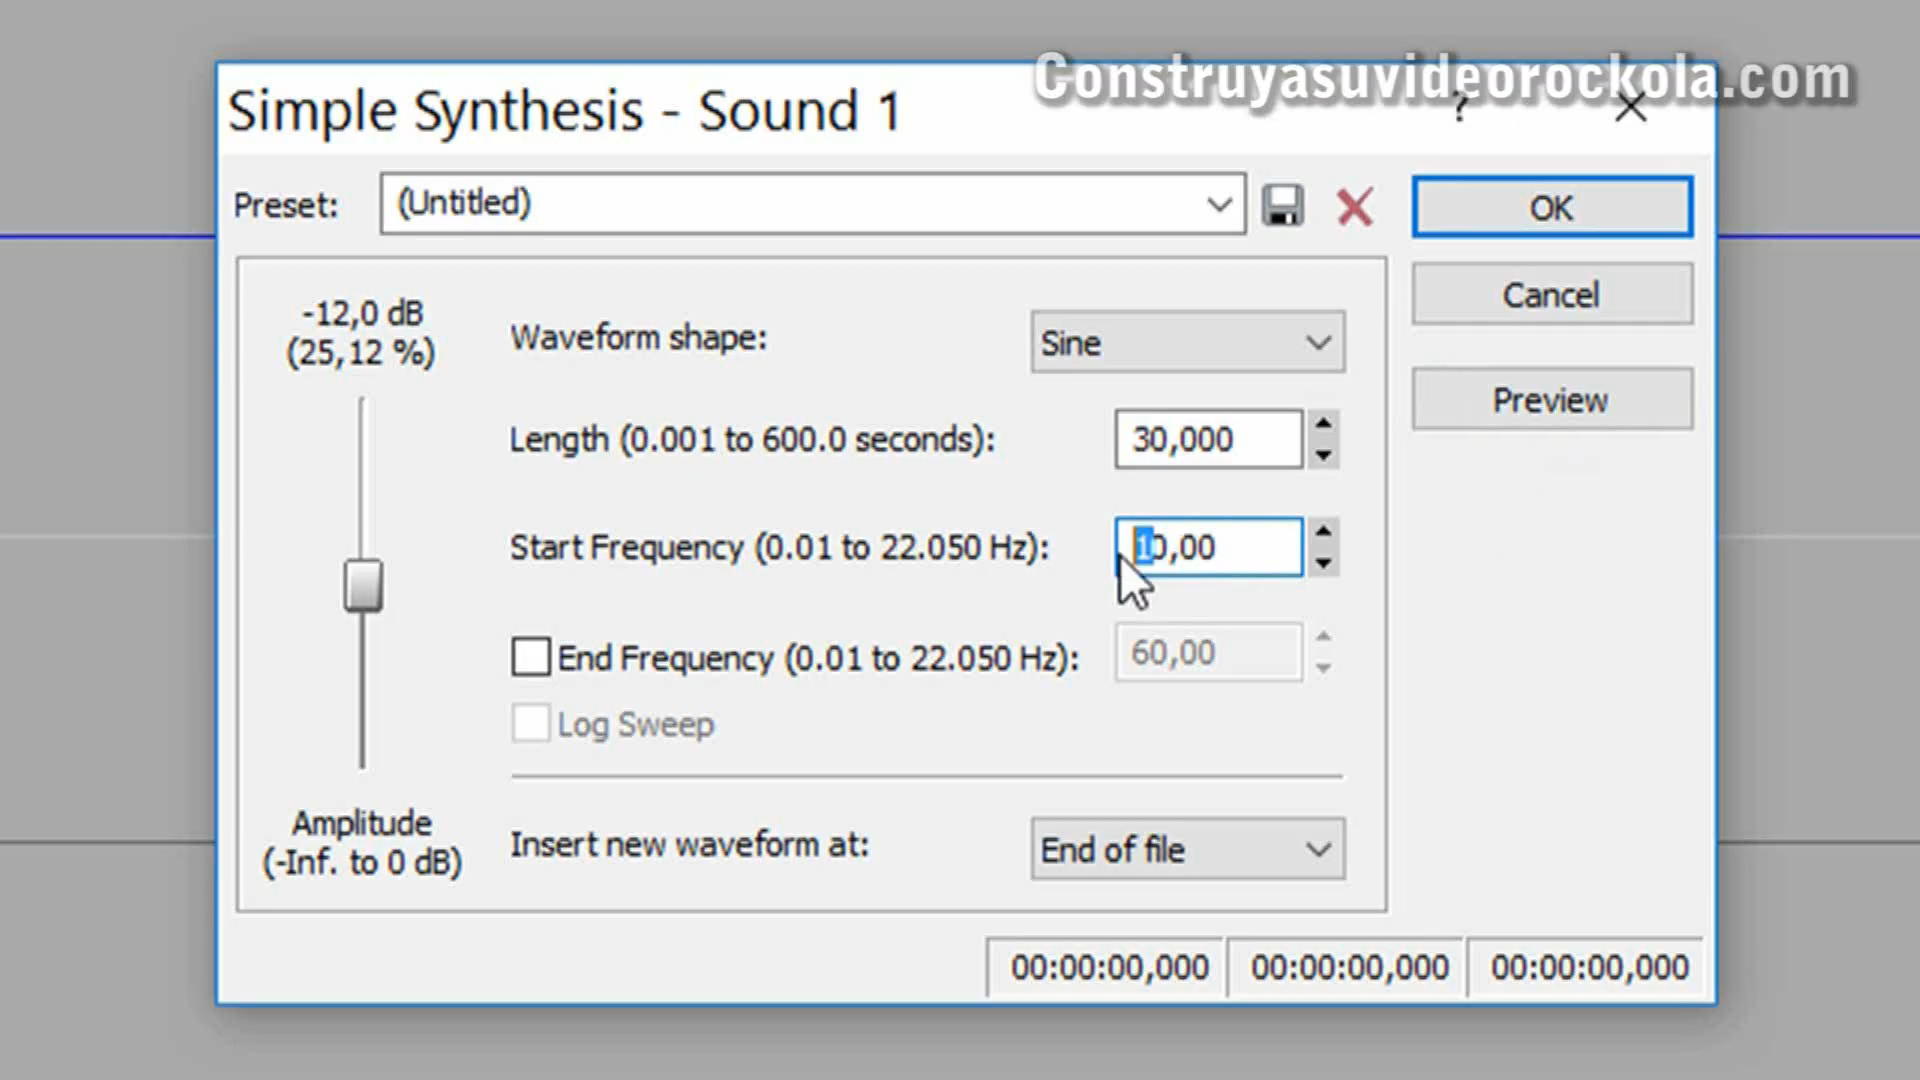 Construyasuvideorockola.com
Simple Synthesis - Sound 1
?
Preset:
(Untitled)
OK
Cancel
Preview
-12,0 dB
(25,12 %)
Amplitude
(-Inf. to 0 dB)
Waveform shape:
Sine
Length (0.001 to 600.0 seconds):
30,000
Start Frequency (0.01 to 22.050 Hz):
10,00
End Frequency (0.01 to 22.050 Hz):
60,00
Log Sweep
Insert new waveform at:
End of file
00:00:00,000 00:00:00,000 00:00:00,000